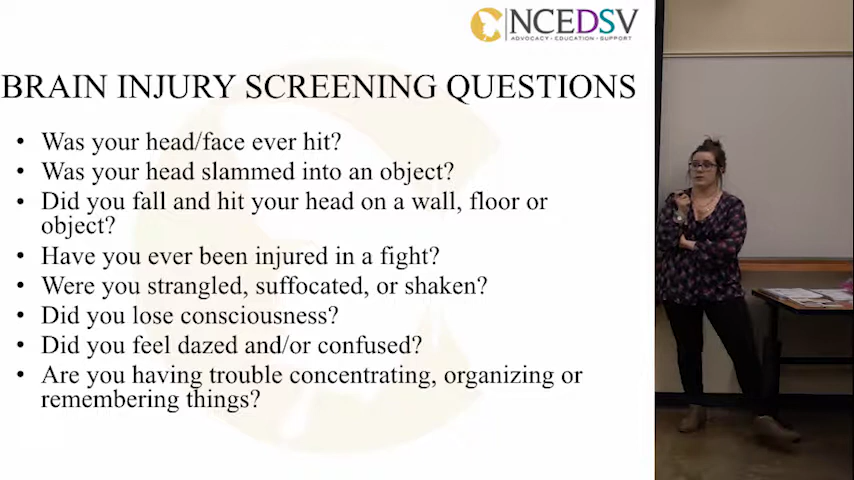 NCEDSV
ADVOCACY • EDUCATION • SUPPORT
BRAIN INJURY SCREENING QUESTIONS
• Was your head/face ever hit?
• Was your head slammed into an object?
• Did you fall and hit your head on a wall, floor or
object?
• Have you ever been injured in a fight?
• Were you strangled, suffocated, or shaken?
• Did you lose consciousness?
• Did you feel dazed and/or confused?
• Are you having trouble concentrating, organizing or
remembering things?